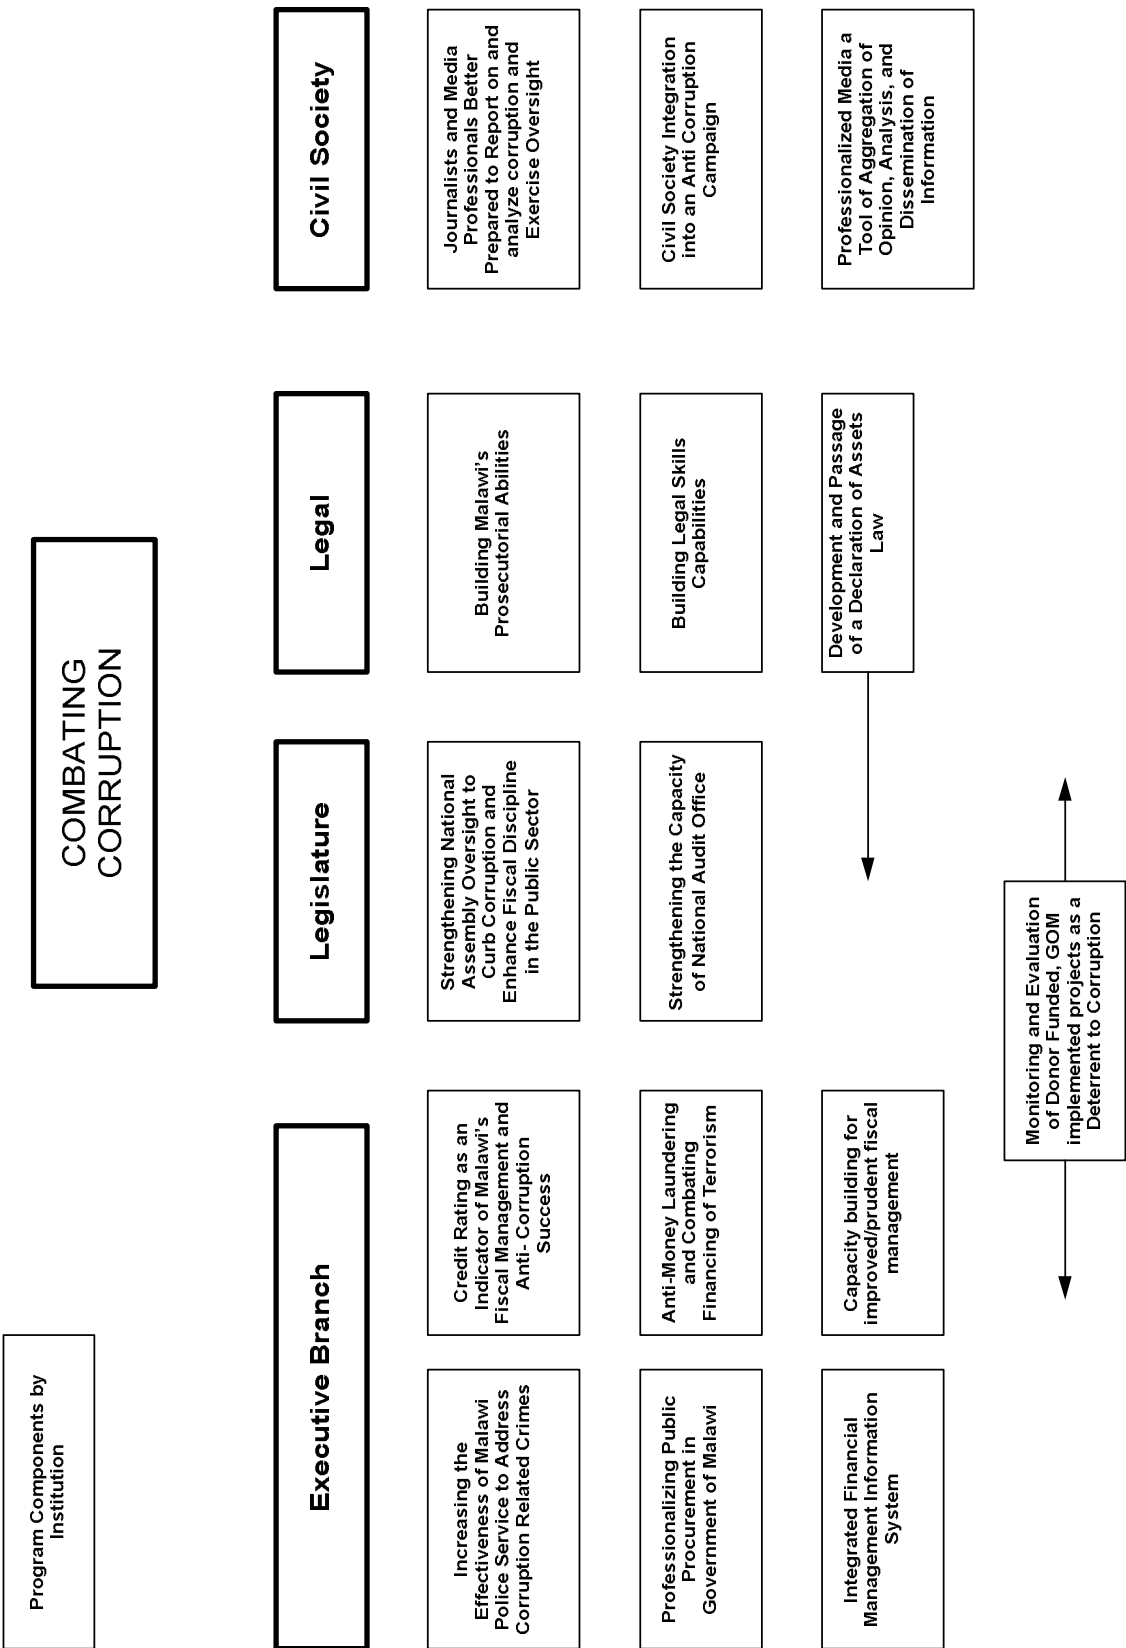 Program Components by
Institution
COMBATING
CORRUPTION
Executive Branch
Legislature
Legal
Civil Society
Increasing the
Effectiveness of Malawi
Police Service to Address
Corruption Related Crimes
Credit Rating as an
Indicator of Malawi's
Fiscal Management and
Anti- Corruption
Success
Strengthening National
Assembly Oversight to
Curb Corruption and
Enhance Fiscal Discipline
in the Public Sector
Building Malawi's
Prosecutorial Abilities
Journalists and Media
Professionals Better
Prepared to Report on and
analyze corruption and
Exercise Oversight
Professionalizing Public
Procurement in
Government of Malawi
Anti-Money Laundering
and Combating
Financing of Terrorism
Strengthening the Capacity
of National Audit Office
Building Legal Skills
Capabilities
Civil Society Integration
into an Anti Corruption
Campaign
Integrated Financial
Management Information
System
Capacity building for
improved/prudent fiscal
management
Development and Passage
of a Declaration of Assets
Law
Professionalized Media a
Tool of Aggregation of
Opinion, Analysis, and
Dissemination of
Information
Monitoring and Evaluation
of Donor Funded, GOM
implemented projects as a
Deterrent to Corruption